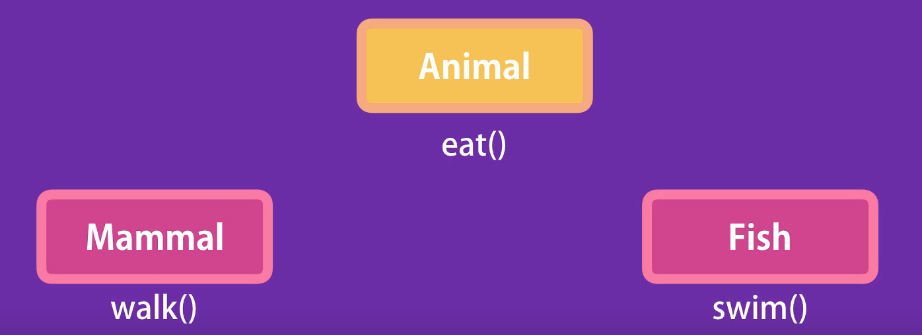 Animal
eat()
Mammal
walk()
Fish
swim()